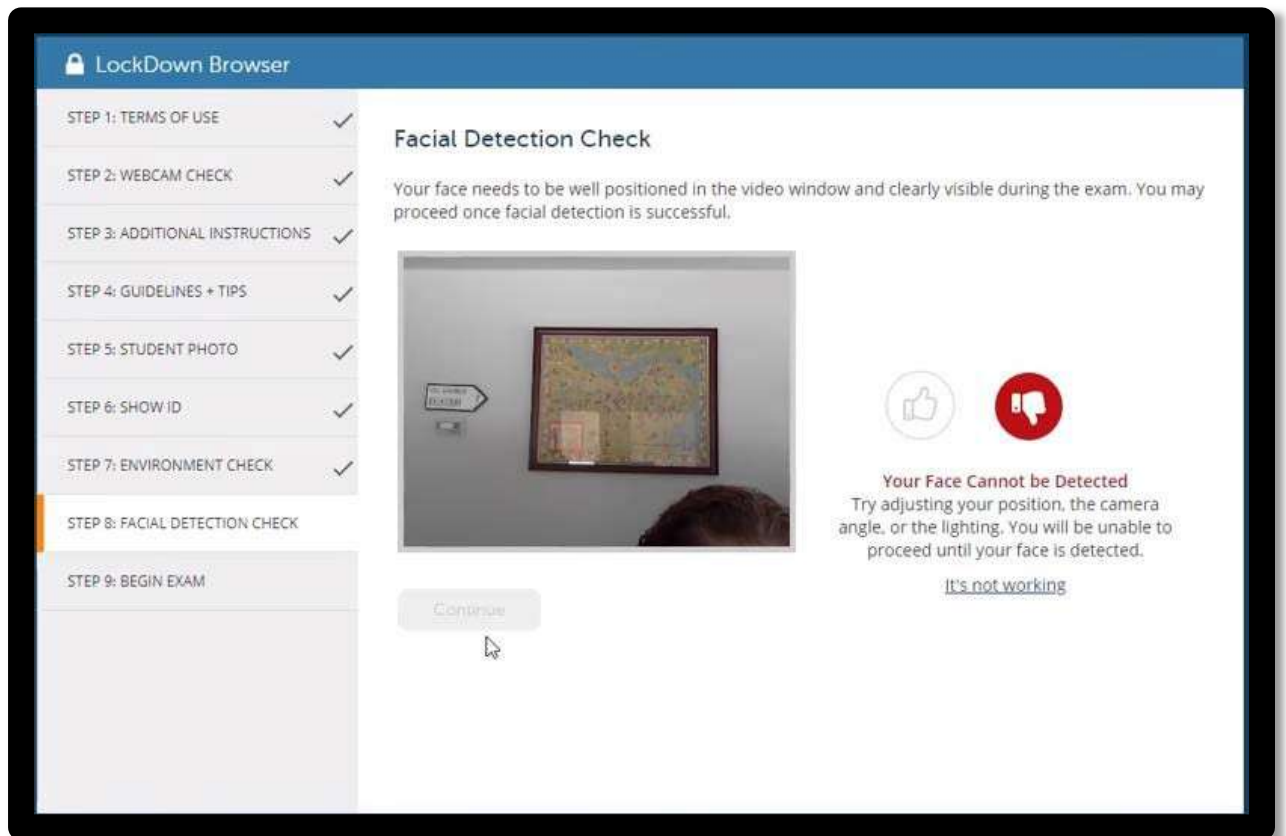 LockDown Browser
STEP 1: TERMS OF USE
STEP 2: WEBCAM CHECK
STEP 3: ADDITIONAL INSTRUCTIONS
STEP 4: GUIDELINES + TIPS
STEP 5: STUDENT PHOTO
STEP 6: SHOW ID
STEP 7: ENVIRONMENT CHECK
STEP 8: FACIAL DETECTION CHECK
STEP 9: BEGIN EXAM
Facial Detection Check
Your face needs to be well positioned in the video window and clearly visible during the exam. You may
proceed once facial detection is successful.
Your Face Cannot be Detected
Try adjusting your position, the camera
angle, or the lighting. You will be unable to
proceed until your face is detected.
It's not working
Continue